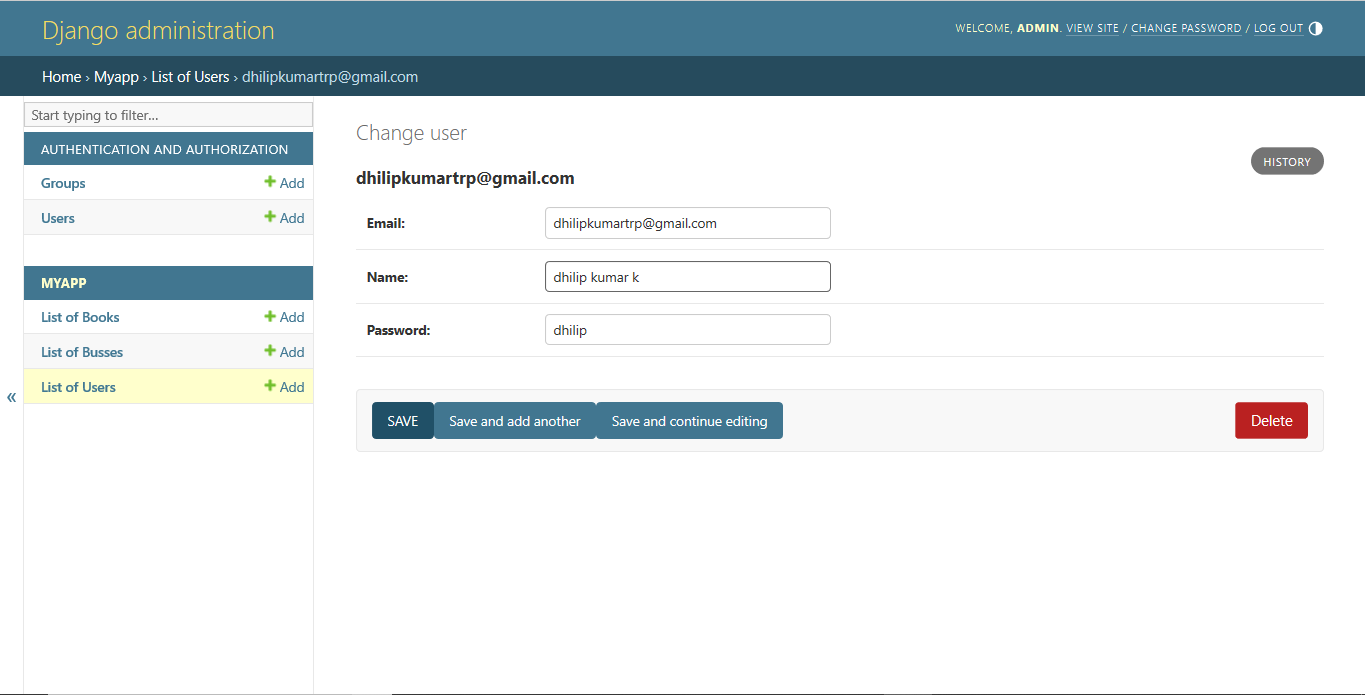 Django administration
WELCOME, ADMIN. VIEW SITE / CHANGE PASSWORD / LOG OUT
Home › Myapp › List of Users › dhilipkumartrp@gmail.com
Start typing to filter...
AUTHENTICATION AND AUTHORIZATION
Groups + Add
Users + Add
MYAPP
List of Books + Add
List of Busses + Add
List of Users + Add
«
Change user
HISTORY
dhilipkumartrp@gmail.com
Email: dhilipkumartrp@gmail.com
Name: dhilip kumar k
Password: dhilip
SAVE Save and add another Save and continue editing Delete